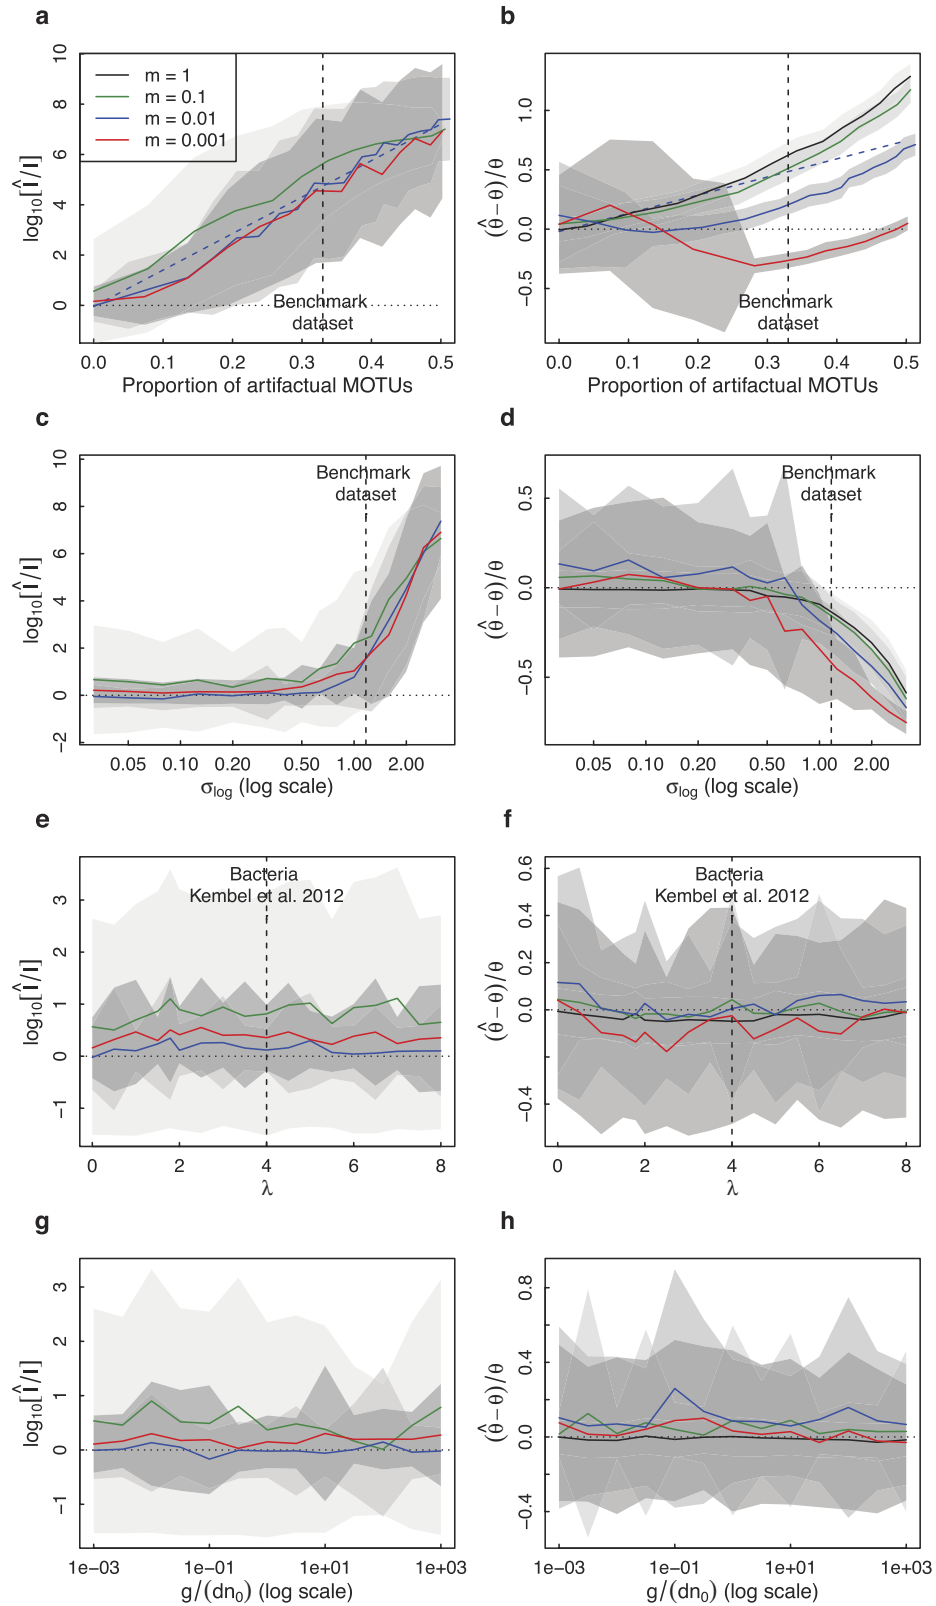 a
log10[Î/I]
10
8
6
4
2
0
m = 1
m = 0.1
m = 0.01
m = 0.001
Benchmark
dataset
0.0 0.1 0.2 0.3 0.4 0.5
Proportion of artifactual MOTUs
b
(θ̂ − θ)/θ
1.0
0.5
0.0
−0.5
Benchmark
dataset
0.0 0.1 0.2 0.3 0.4 0.5
Proportion of artifactual MOTUs
c
log10[Î/I]
10
8
6
4
2
0
−2
Benchmark
dataset
0.05 0.10 0.20 0.50 1.00 2.00
σlog (log scale)
d
(θ̂ − θ)/θ
0.5
0.0
−0.5
Benchmark
dataset
0.05 0.10 0.20 0.50 1.00 2.00
σlog (log scale)
e
log10[Î/I]
3
2
1
0
−1
Bacteria
Kembel et al. 2012
0 2 4 6 8
λ
f
(θ̂ − θ)/θ
0.6
0.4
0.2
0.0
−0.4
Bacteria
Kembel et al. 2012
0 2 4 6 8
λ
g
log10[Î/I]
3
2
1
0
−1
1e−03 1e−01 1e+01 1e+03
g/(dn0) (log scale)
h
(θ̂ − θ)/θ
0.8
0.4
0.0
−0.4
1e−03 1e−01 1e+01 1e+03
g/(dn0) (log scale)